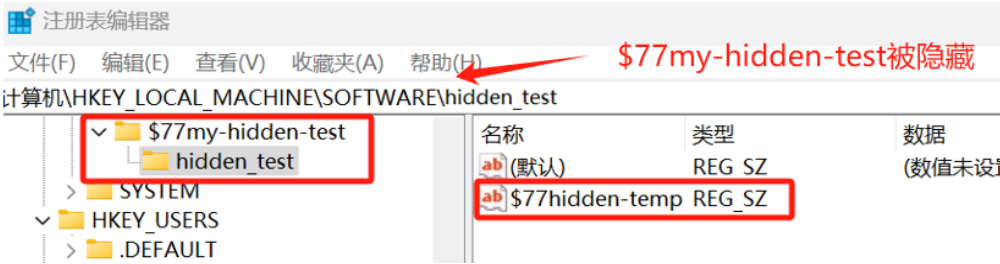 注册表编辑器
文件(F) 编辑(E) 查看(V) 收藏夹(A) 帮助(H)
$77my-hidden-test被隐藏
计算机\HKEY_LOCAL_MACHINE\SOFTWARE\hidden_test
$77my-hidden-test
hidden_test
SYSTEM
HKEY_USERS
.DEFAULT
名称 类型 数据
(默认) REG_SZ (数值未设
$77hidden-temp REG_SZ